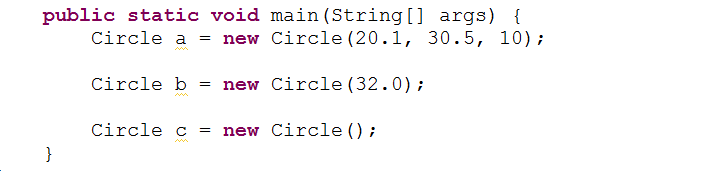 public static void main(String[] args) {
Circle a = new Circle(20.1, 30.5, 10);
Circle b = new Circle(32.0);
Circle c = new Circle();
}